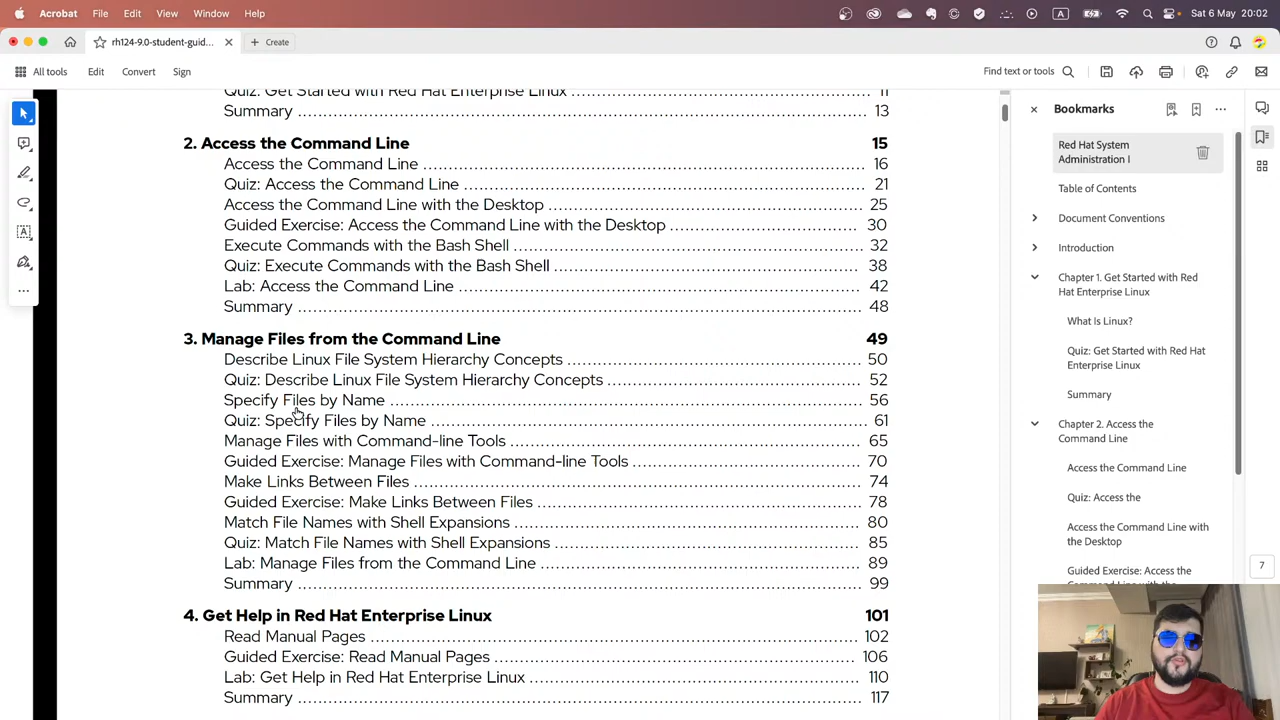 Acrobat File Edit View Window Help A Sat 6 May 20:02
rh124-9.0-student-guid... Create
All tools Edit Convert Sign Find text or tools
Quiz: Get Started with Red Hat Enterprise Linux 11
Summary 13
2. Access the Command Line 15
Access the Command Line 16
Quiz: Access the Command Line 21
Access the Command Line with the Desktop 25
Guided Exercise: Access the Command Line with the Desktop 30
Execute Commands with the Bash Shell 32
Quiz: Execute Commands with the Bash Shell 38
Lab: Access the Command Line 42
Summary 48
3. Manage Files from the Command Line 49
Describe Linux File System Hierarchy Concepts 50
Quiz: Describe Linux File System Hierarchy Concepts 52
Specify Files by Name 56
Quiz: Specify Files by Name 61
Manage Files with Command-line Tools 65
Guided Exercise: Manage Files with Command-line Tools 70
Make Links Between Files 74
Guided Exercise: Make Links Between Files 78
Match File Names with Shell Expansions 80
Quiz: Match File Names with Shell Expansions 85
Lab: Manage Files from the Command Line 89
Summary 99
4. Get Help in Red Hat Enterprise Linux 101
Read Manual Pages 102
Guided Exercise: Read Manual Pages 106
Lab: Get Help in Red Hat Enterprise Linux 110
Summary 117
Bookmarks
Red Hat System
Administration I
Table of Contents
Document Conventions
Introduction
Chapter 1. Get Started with Red
Hat Enterprise Linux
What Is Linux?
Quiz: Get Started with Red Hat
Enterprise Linux
Summary
Chapter 2. Access the
Command Line
Access the Command Line
Quiz: Access the
Access the Command Line with
the Desktop
Guided Exercise: Access the
7